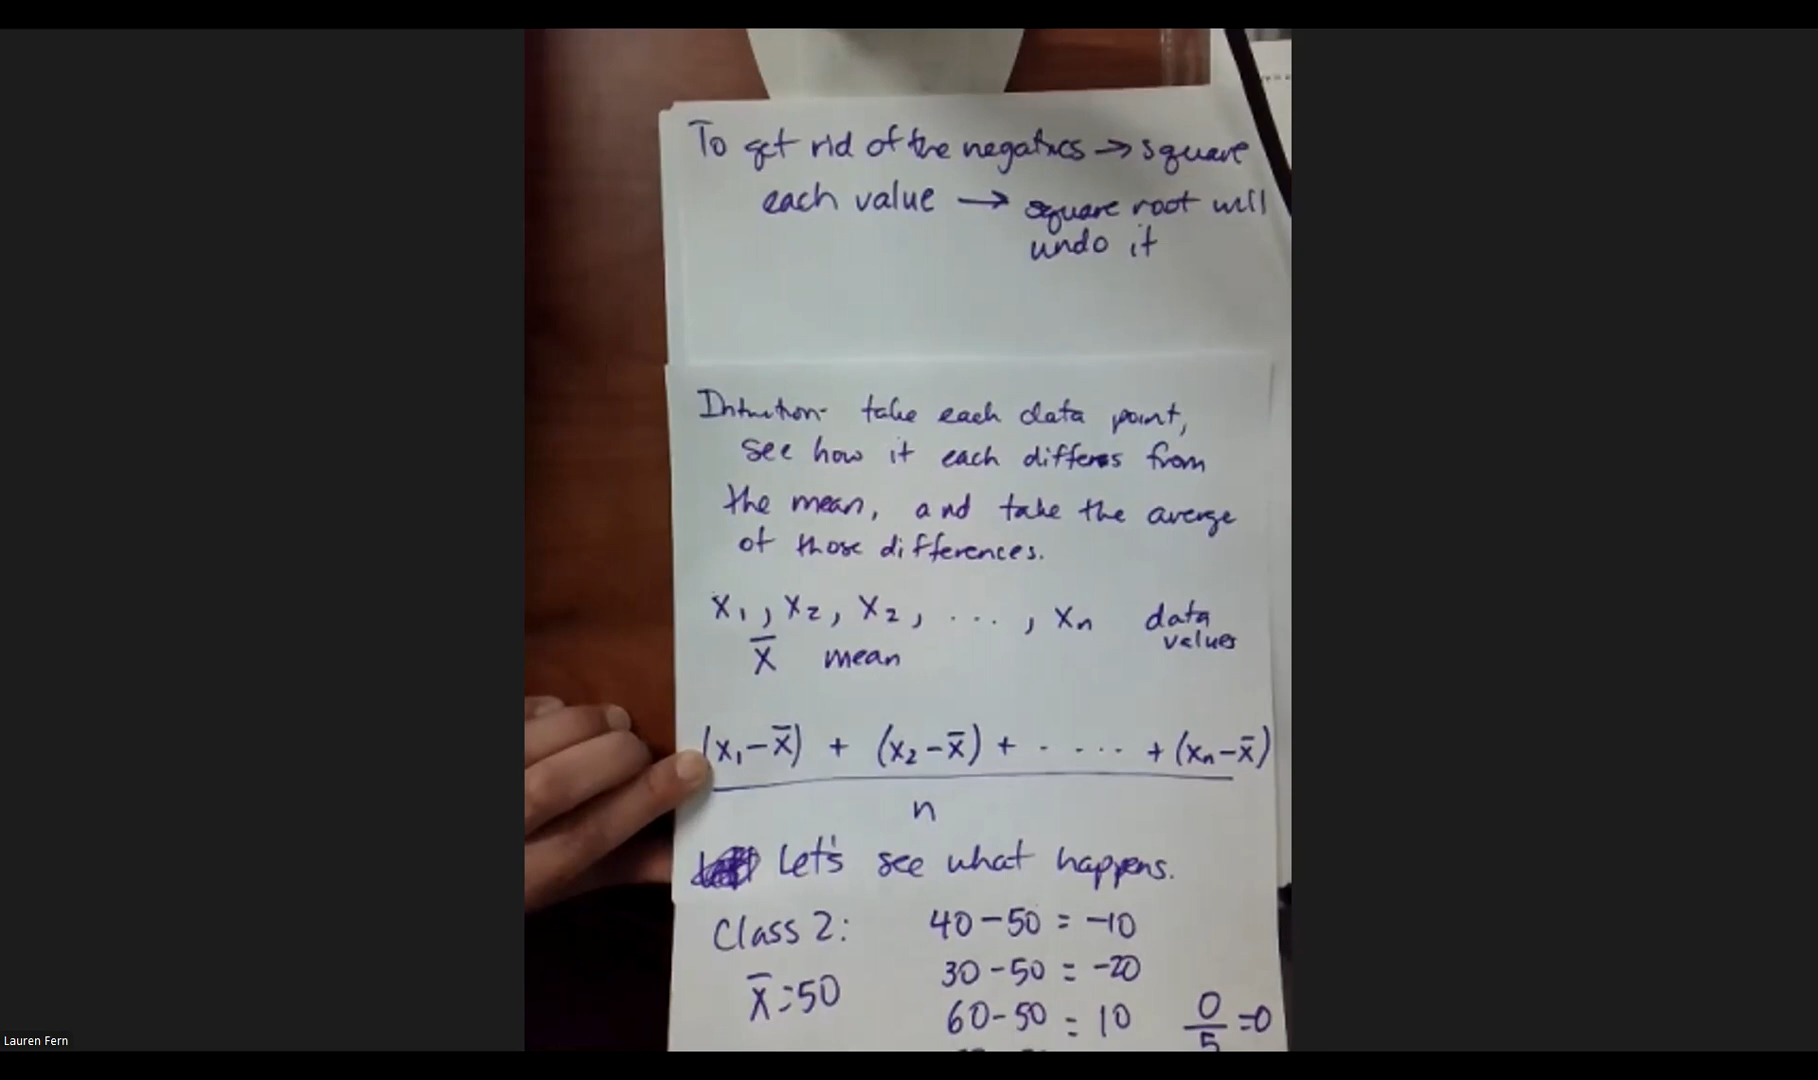 To get rid of the negatives → square
each value → square root will
undo it
Intuition- take each data point,
see how it each differs from
the mean, and take the average
of those differences.
x₁, x₂, x₂, ..., xₙ data
values
x̄ mean
(x₁-x̄) + (x₂-x̄) + ..... + (xₙ-x̄)
n
Let's see what happens.
Class 2: 40-50 = -10
30-50 = -20
x̄=50
60-50 = 10 0/5=0
Lauren Fern